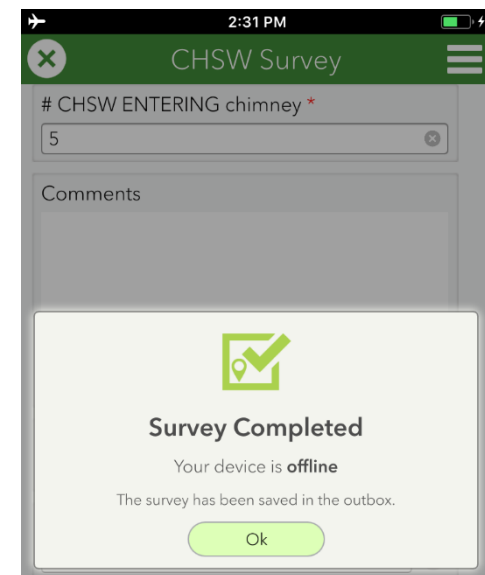 2:31 PM
CHSW Survey
# CHSW ENTERING chimney *
5
Comments
Survey Completed
Your device is offline
The survey has been saved in the outbox.
Ok